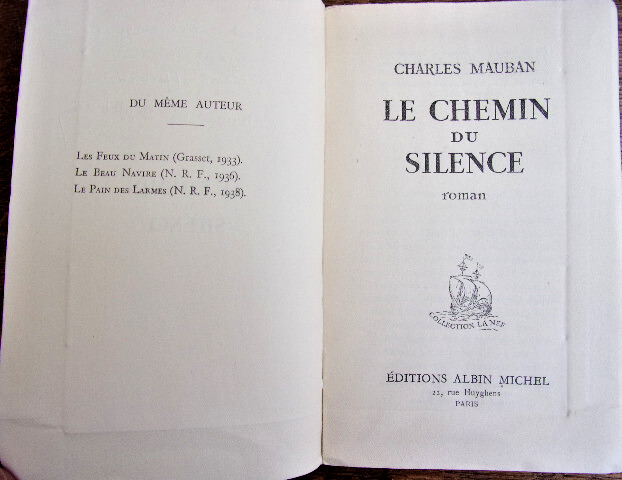 DU MÊME AUTEUR
LES FEUX DU MATIN (Grasset, 1933).
LE BEAU NAVIRE (N. R. F., 1936).
LE PAIN DES LARMES (N. R. F., 1938).
CHARLES MAUBAN
LE CHEMIN
DU
SILENCE
roman
COLLECTION LA NEF
ÉDITIONS ALBIN MICHEL
22, rue Huyghens
PARIS